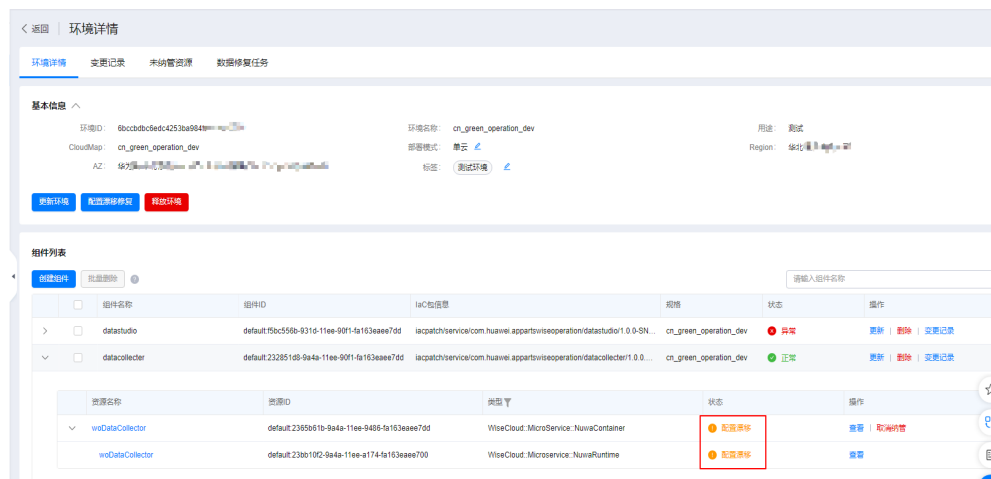 返回 环境详情
环境详情 变更记录 未纳管资源 数据修复任务
基本信息
环境ID: 6bccbdbc6edc4253ba984 环境名称: cn_green_operation_dev 用途: 测试
CloudMap: cn_green_operation_dev 部署模式: 单云 Region: 华北
AZ: 华为 标签: 测试环境
更新环境 配置漂移修复 释放环境
组件列表
创建组件 批量删除 请输入组件名称
组件名称 组件ID IaC包信息 规格 状态 操作
datastudio default:f5bc556b-931d-11ee-90f1-fa163eaee7dd iacpatch/service/com.huawei.appartswiseoperation/datastudio/1.0.0-SN... cn_green_operation_dev 异常 更新 | 删除 | 变更记录
datacollecter default:232851d8-9a4a-11ee-90f1-fa163eaee7dd iacpatch/service/com.huawei.appartswiseoperation/datacollecter/1.0.0... cn_green_operation_dev 正常 更新 | 删除 | 变更记录
资源名称 资源ID 类型 状态 操作
woDataCollector default:2365b61b-9a4a-11ee-9486-fa163eaee7dd WiseCloud::MicroService::NuwaContainer 配置漂移 查看 | 取消纳管
woDataCollector default:23bb10f2-9a4a-11ee-a174-fa163eaee700 WiseCloud::Microservice::NuwaRuntime 配置漂移 查看